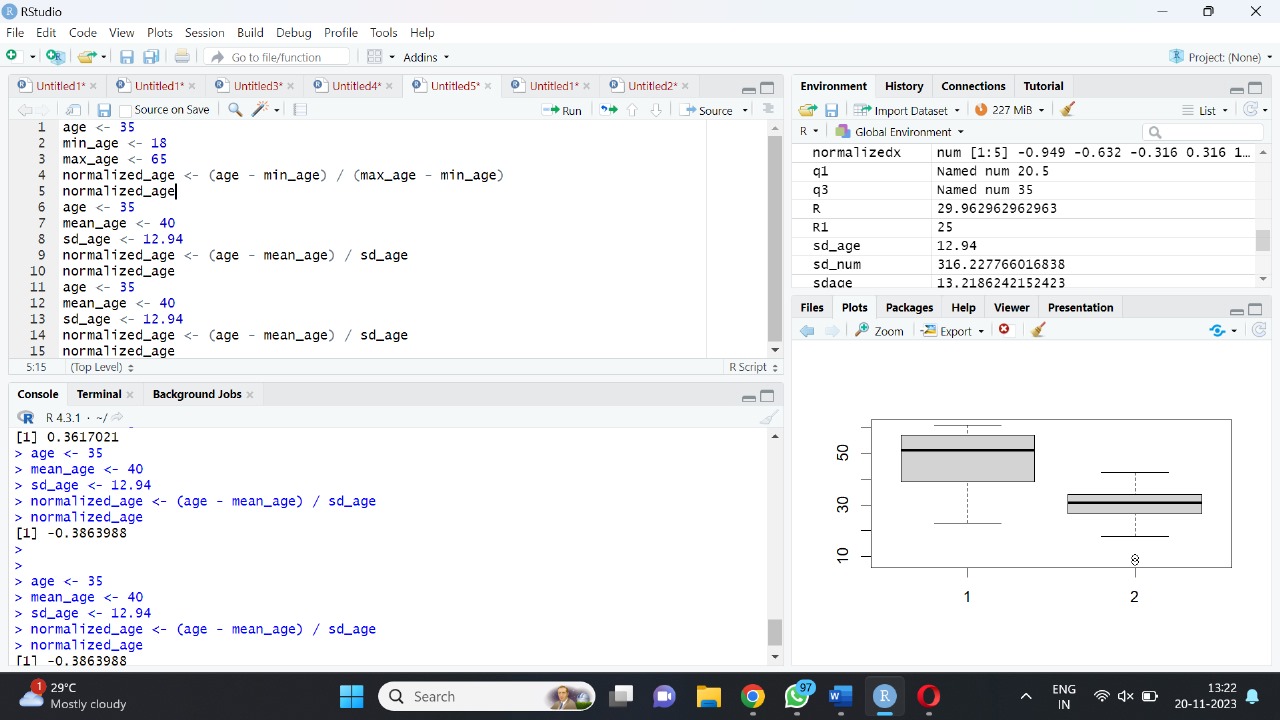 RStudio
File Edit Code View Plots Session Build Debug Profile Tools Help
Go to file/function Addins Project: (None)
Untitled1* Untitled1* Untitled3* Untitled4* Untitled5* Untitled1* Untitled2*
Source on Save Run Source
1 age <- 35
2 min_age <- 18
3 max_age <- 65
4 normalized_age <- (age - min_age) / (max_age - min_age)
5 normalized_age
6 age <- 35
7 mean_age <- 40
8 sd_age <- 12.94
9 normalized_age <- (age - mean_age) / sd_age
10 normalized_age
11 age <- 35
12 mean_age <- 40
13 sd_age <- 12.94
14 normalized_age <- (age - mean_age) / sd_age
15 normalized_age
5:15 (Top Level) R Script
Console Terminal Background Jobs
R 4.3.1 · ~/
[1] 0.3617021
> age <- 35
> mean_age <- 40
> sd_age <- 12.94
> normalized_age <- (age - mean_age) / sd_age
> normalized_age
[1] -0.3863988
>
>
> age <- 35
> mean_age <- 40
> sd_age <- 12.94
> normalized_age <- (age - mean_age) / sd_age
> normalized_age
[1] -0.3863988
Environment History Connections Tutorial
Import Dataset 227 MiB List
R Global Environment
normalizedx num [1:5] -0.949 -0.632 -0.316 0.316 1…
q1 Named num 20.5
q3 Named num 35
R 29.962962962963
R1 25
sd_age 12.94
sd_num 316.227766016838
sdage 13.2186242152423
Files Plots Packages Help Viewer Presentation
Zoom Export
50
30
10
1 2
1 29°C
Mostly cloudy
Search
97
ENG
IN
13:22
20-11-2023